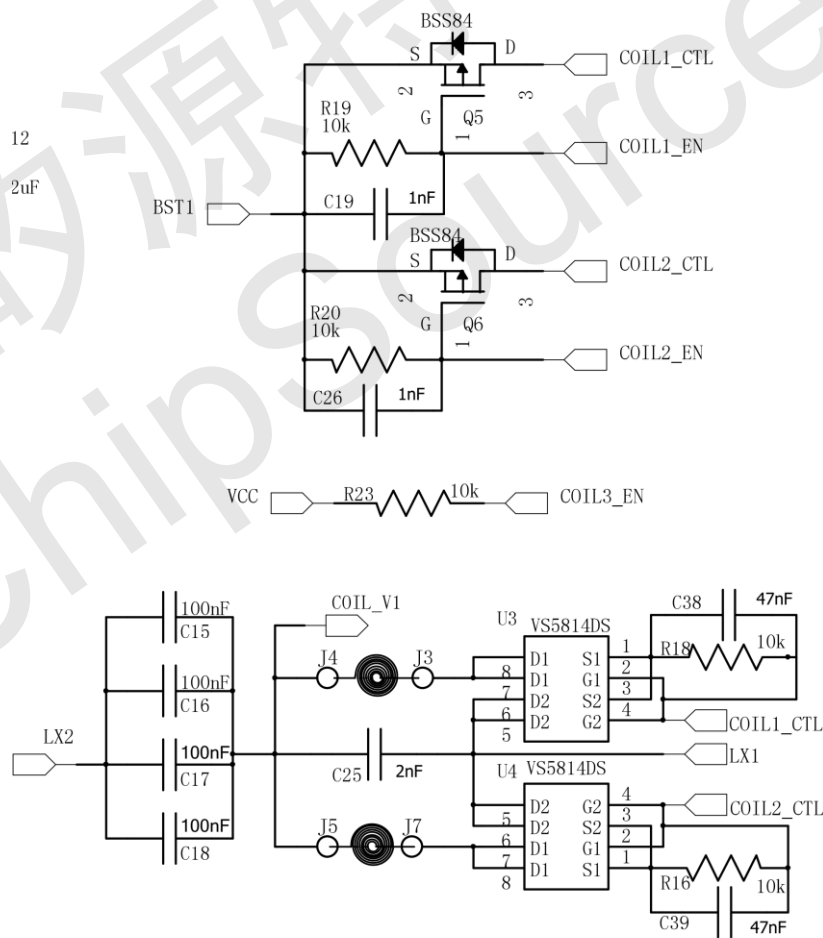 BSS84
S
D
COIL1_CTL
2
3
R19
10k
G
Q5
1
12
COIL1_EN
2uF
BST1
C19
1nF
BSS84
S
D
COIL2_CTL
2
3
R20
10k
G
Q6
1
COIL2_EN
C26
1nF
VCC
R23
10k
COIL3_EN
100nF
C15
COIL_V1
U3
VS5814DS
C38
47nF
J4
J3
D1
S1
1
R18
10k
8
D1
G1
2
100nF
C16
7
D2
S2
3
6
D2
G2
4
5
COIL1_CTL
LX2
100nF
C17
C25
2nF
LX1
U4
VS5814DS
D2
G2
4
COIL2_CTL
5
D2
S2
3
100nF
C18
J5
J7
6
D1
G1
2
7
D1
S1
1
8
R16
10k
C39
47nF
矽源特
ChipSource